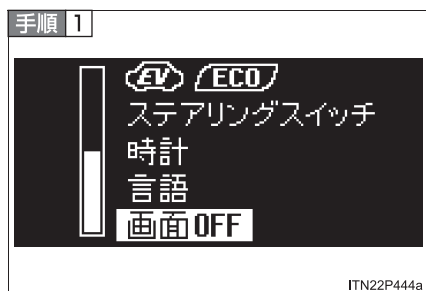 手順 1
EV ECO
ステアリングスイッチ
時計
言語
画面OFF
ITN22P444a